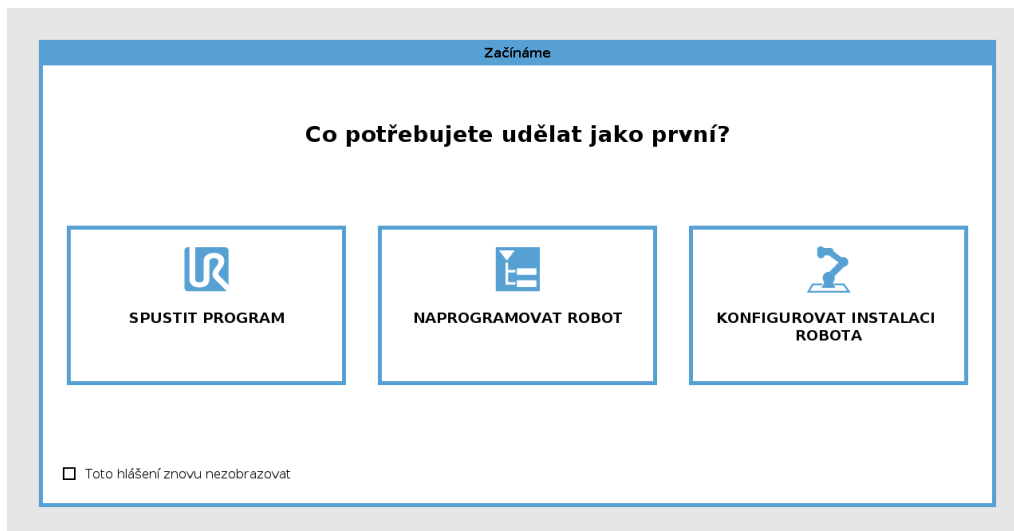 Začínáme
Co potřebujete udělat jako první?
SPUSTIT PROGRAM
NAPROGRAMOVAT ROBOT
KONFIGUROVAT INSTALACI
ROBOTA
Toto hlášení znovu nezobrazovat